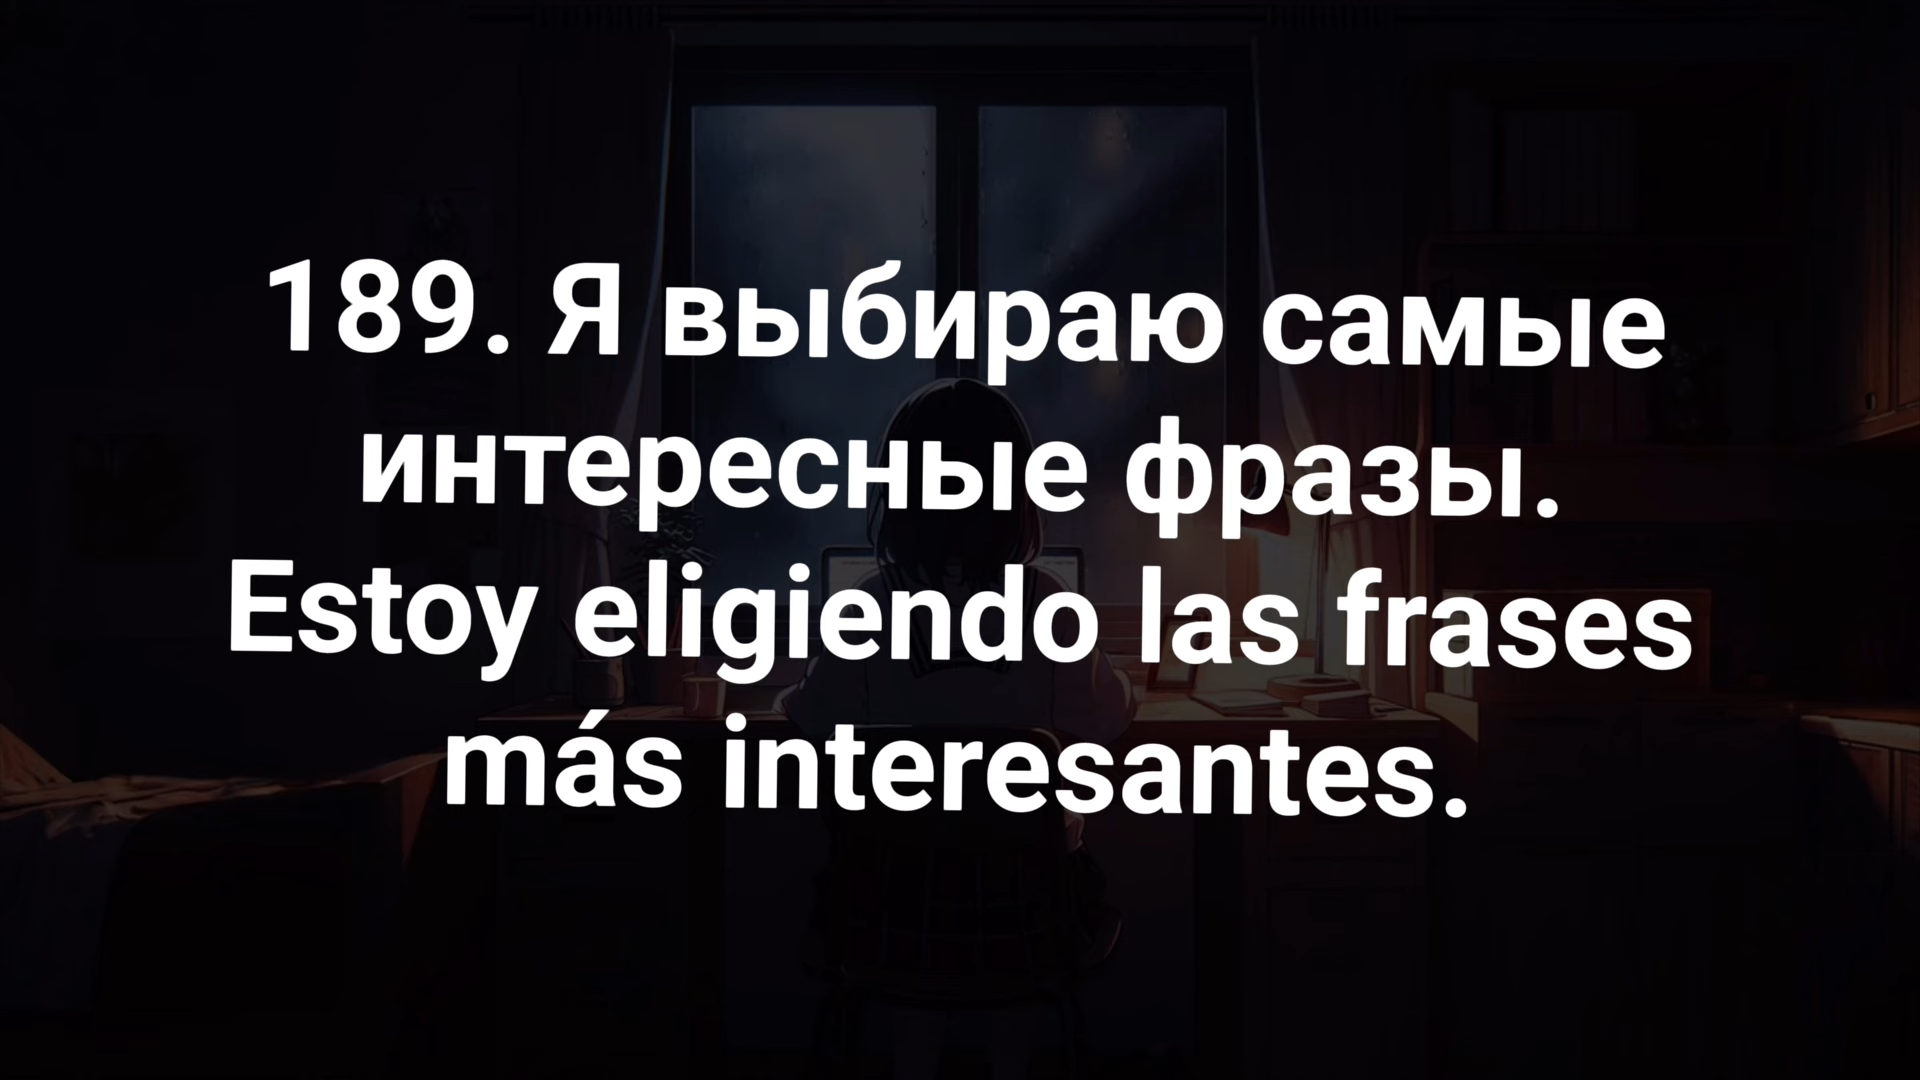 189. Я выбираю самые
интересные фразы.
Estoy eligiendo las frases
más interesantes.